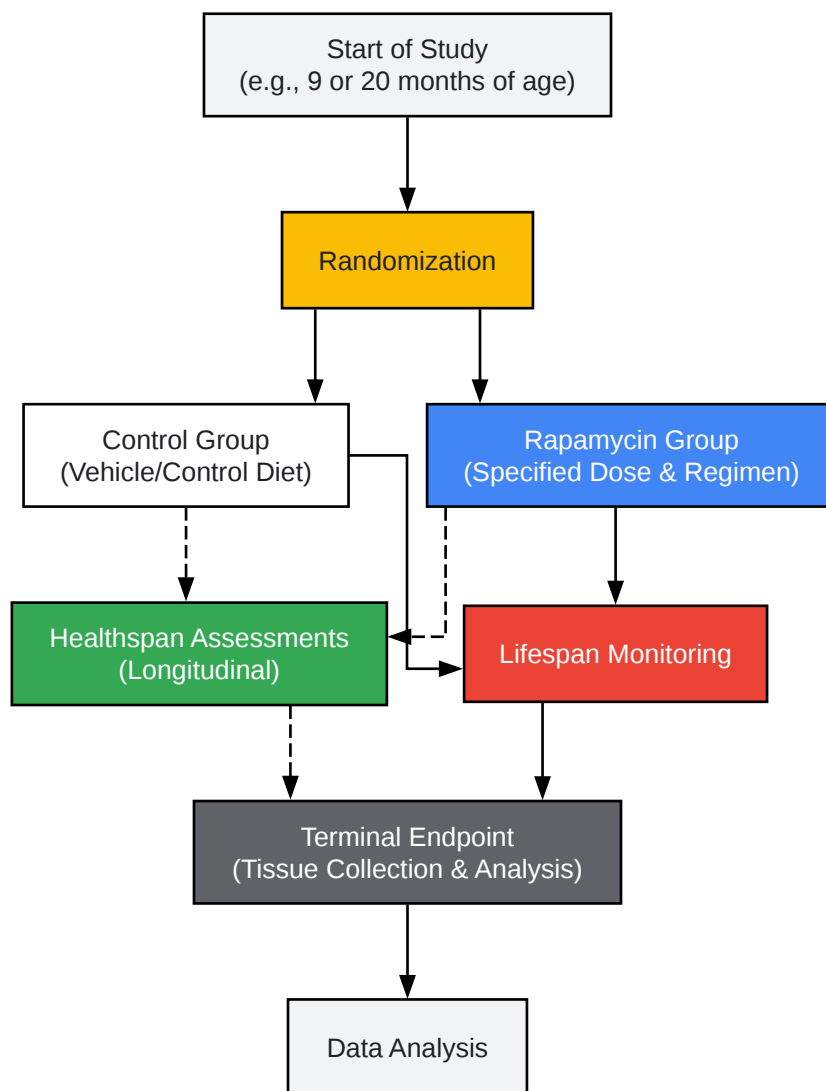 Start of Study
(e.g., 9 or 20 months of age)
Randomization
Control Group
(Vehicle/Control Diet)
Rapamycin Group
(Specified Dose & Regimen)
Healthspan Assessments
(Longitudinal)
Lifespan Monitoring
Terminal Endpoint
(Tissue Collection & Analysis)
Data Analysis